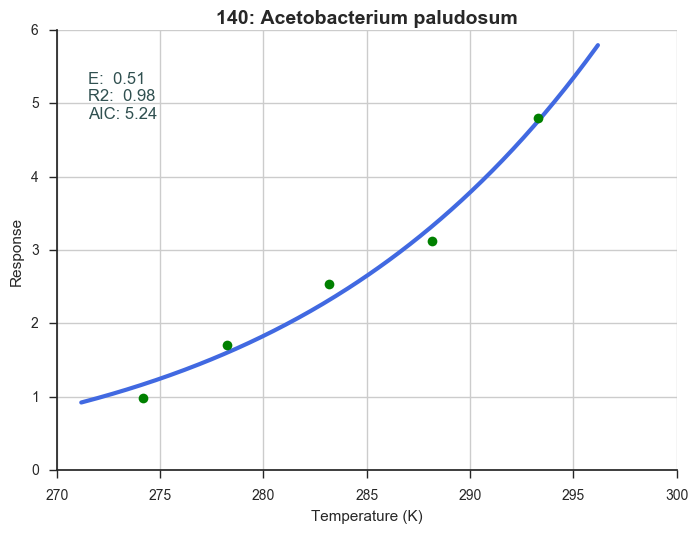 140: Acetobacterium paludosum
E:  0.51
R2:  0.98
AIC: 5.24
6
5
4
3
2
1
0
Response
270 275 280 285 290 295 300
Temperature (K)